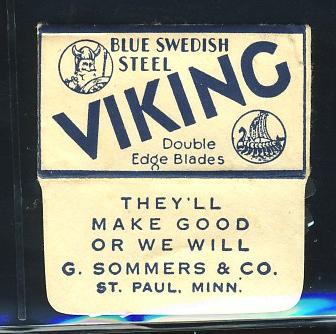 BLUE SWEDISH
STEEL
VIKING
Double
Edge Blades
THEY'LL
MAKE GOOD
OR WE WILL
G. SOMMERS & CO.
ST. PAUL, MINN.